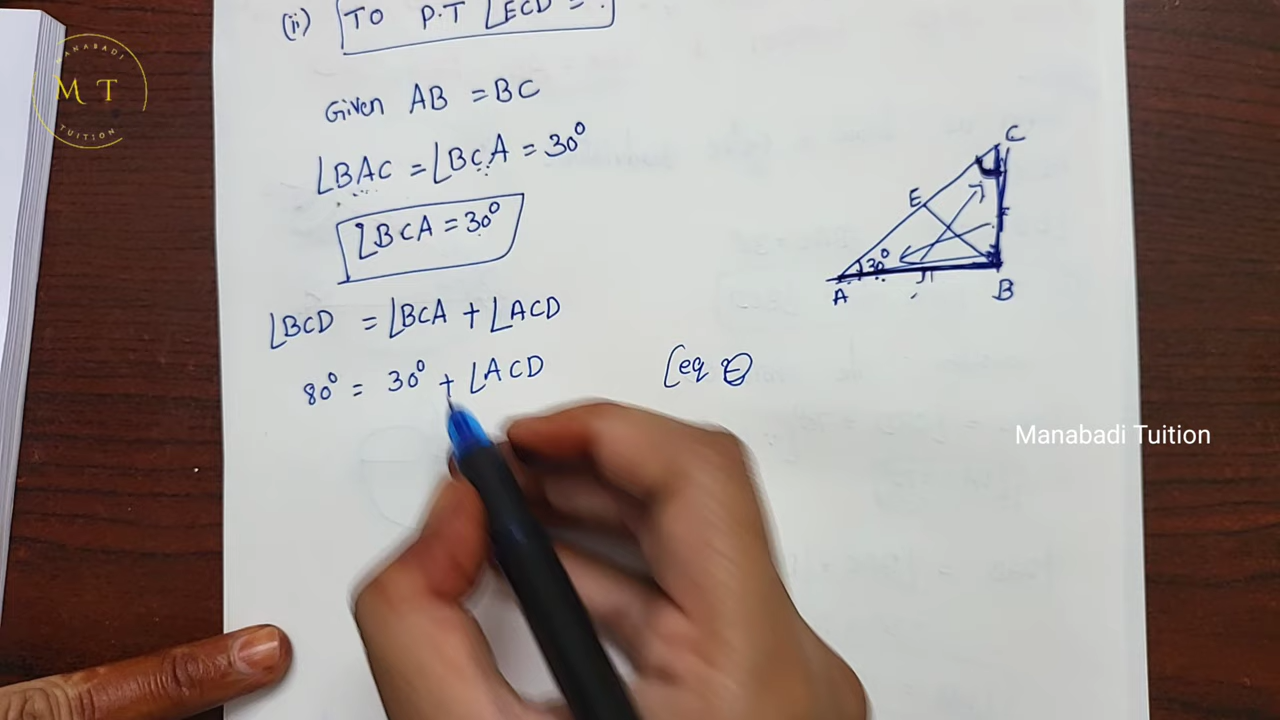 (ii) TO P.T ∠ECD = ?
Given AB = BC
∠BAC = ∠BCA = 30°
∠BCA = 30°
∠BCD = ∠BCA + ∠ACD
80° = 30° + ∠ACD [eq ②
C
E
30°
A
B
MANABADI
M T
TUITION
Manabadi Tuition